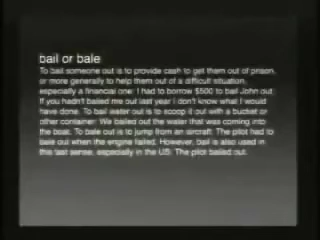 bail or bale
To bail someone out is to provide cash to get them out of prison
or more generally to help them out of a difficult situation,
especially a financial one: I had to borrow $500 to bail John out.
If you hadn't bailed me out last year I don't know what I would
have done. To bail water out is to scoop it out with a bucket or
other container: We bailed out the water that was coming into
the boat. To bale out is to jump from an aircraft: The pilot had to
bale out when the engine failed. However, bail is also used in
this last sense, especially in the US: The pilot bailed out.